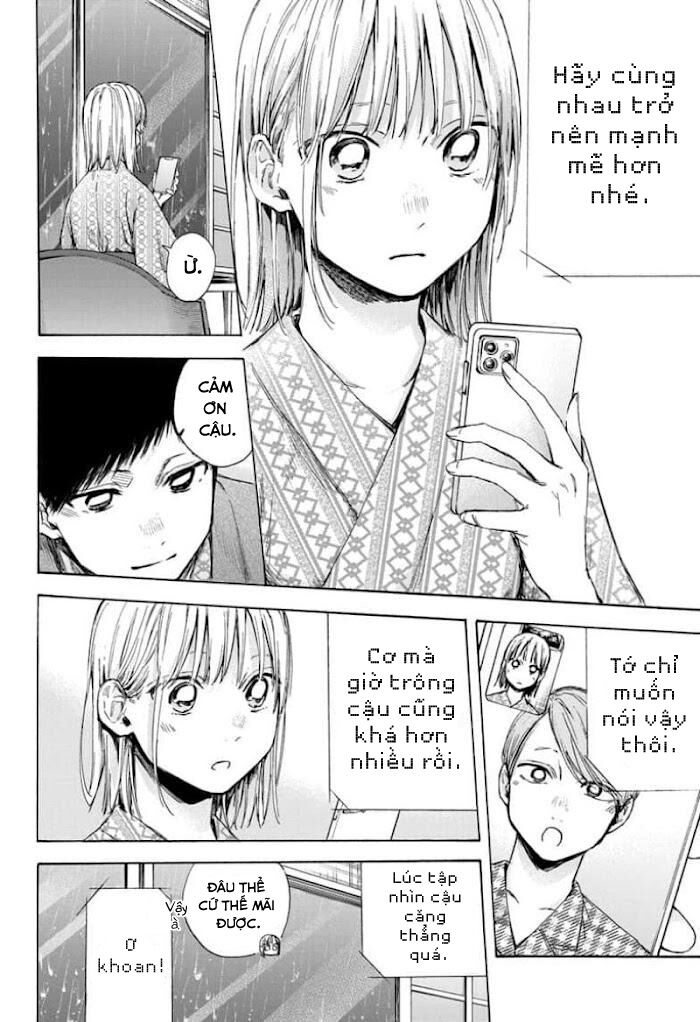 Hãy cùng
nhau trở
nên mạnh
mẽ hơn
nhé.
Ừ.
CẢM
ƠN
CẬU.
Tớ chỉ
muốn
nói vậy
thôi.
Cơ mà
giờ trông
cậu cũng
khá hơn
nhiều rồi.
Lúc tập
nhìn cậu
căng
thẳng
quá.
ĐÂU THỂ
CỨ THẾ MÃI
ĐƯỢC.
Vậy
à.
Ơ
khoan!